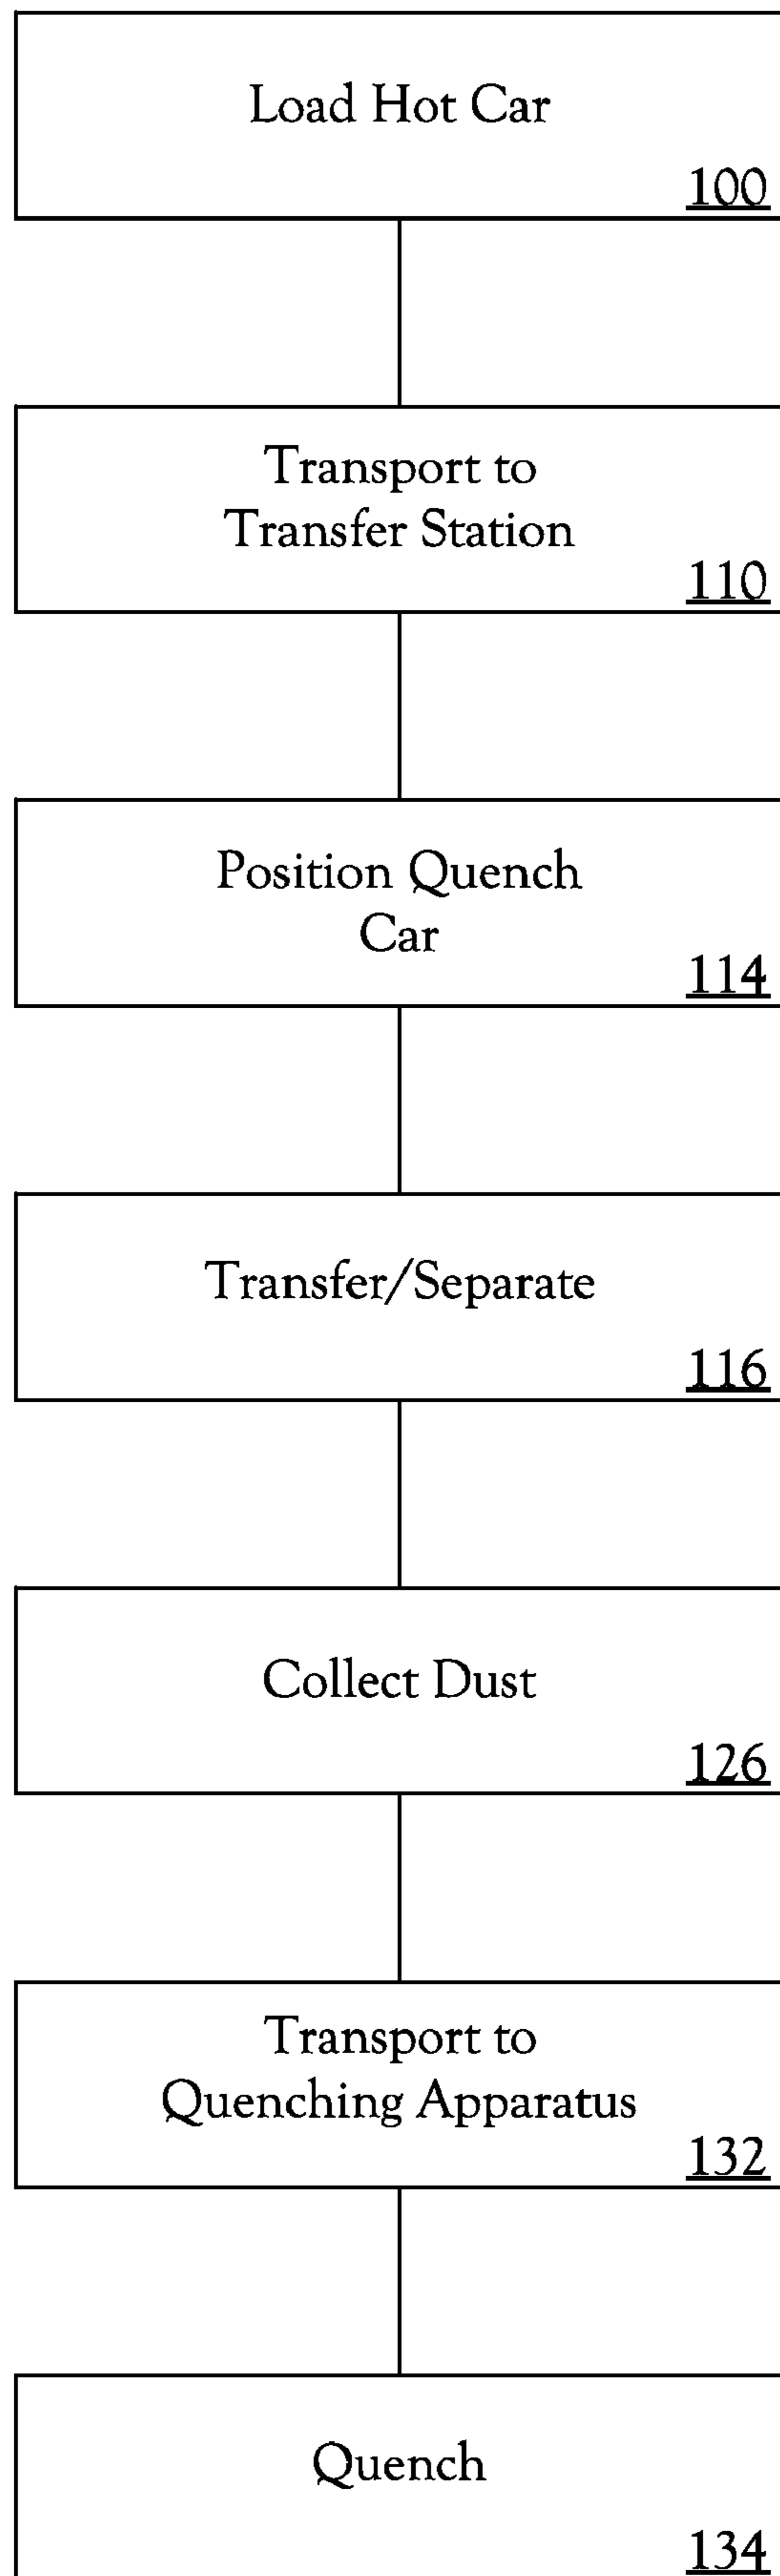 Load Hot Car
100
Transport to
Transfer Station
110
Position Quench
Car
114
Transfer/Separate
116
Collect Dust
126
Transport to
Quenching Apparatus
132
Quench
134